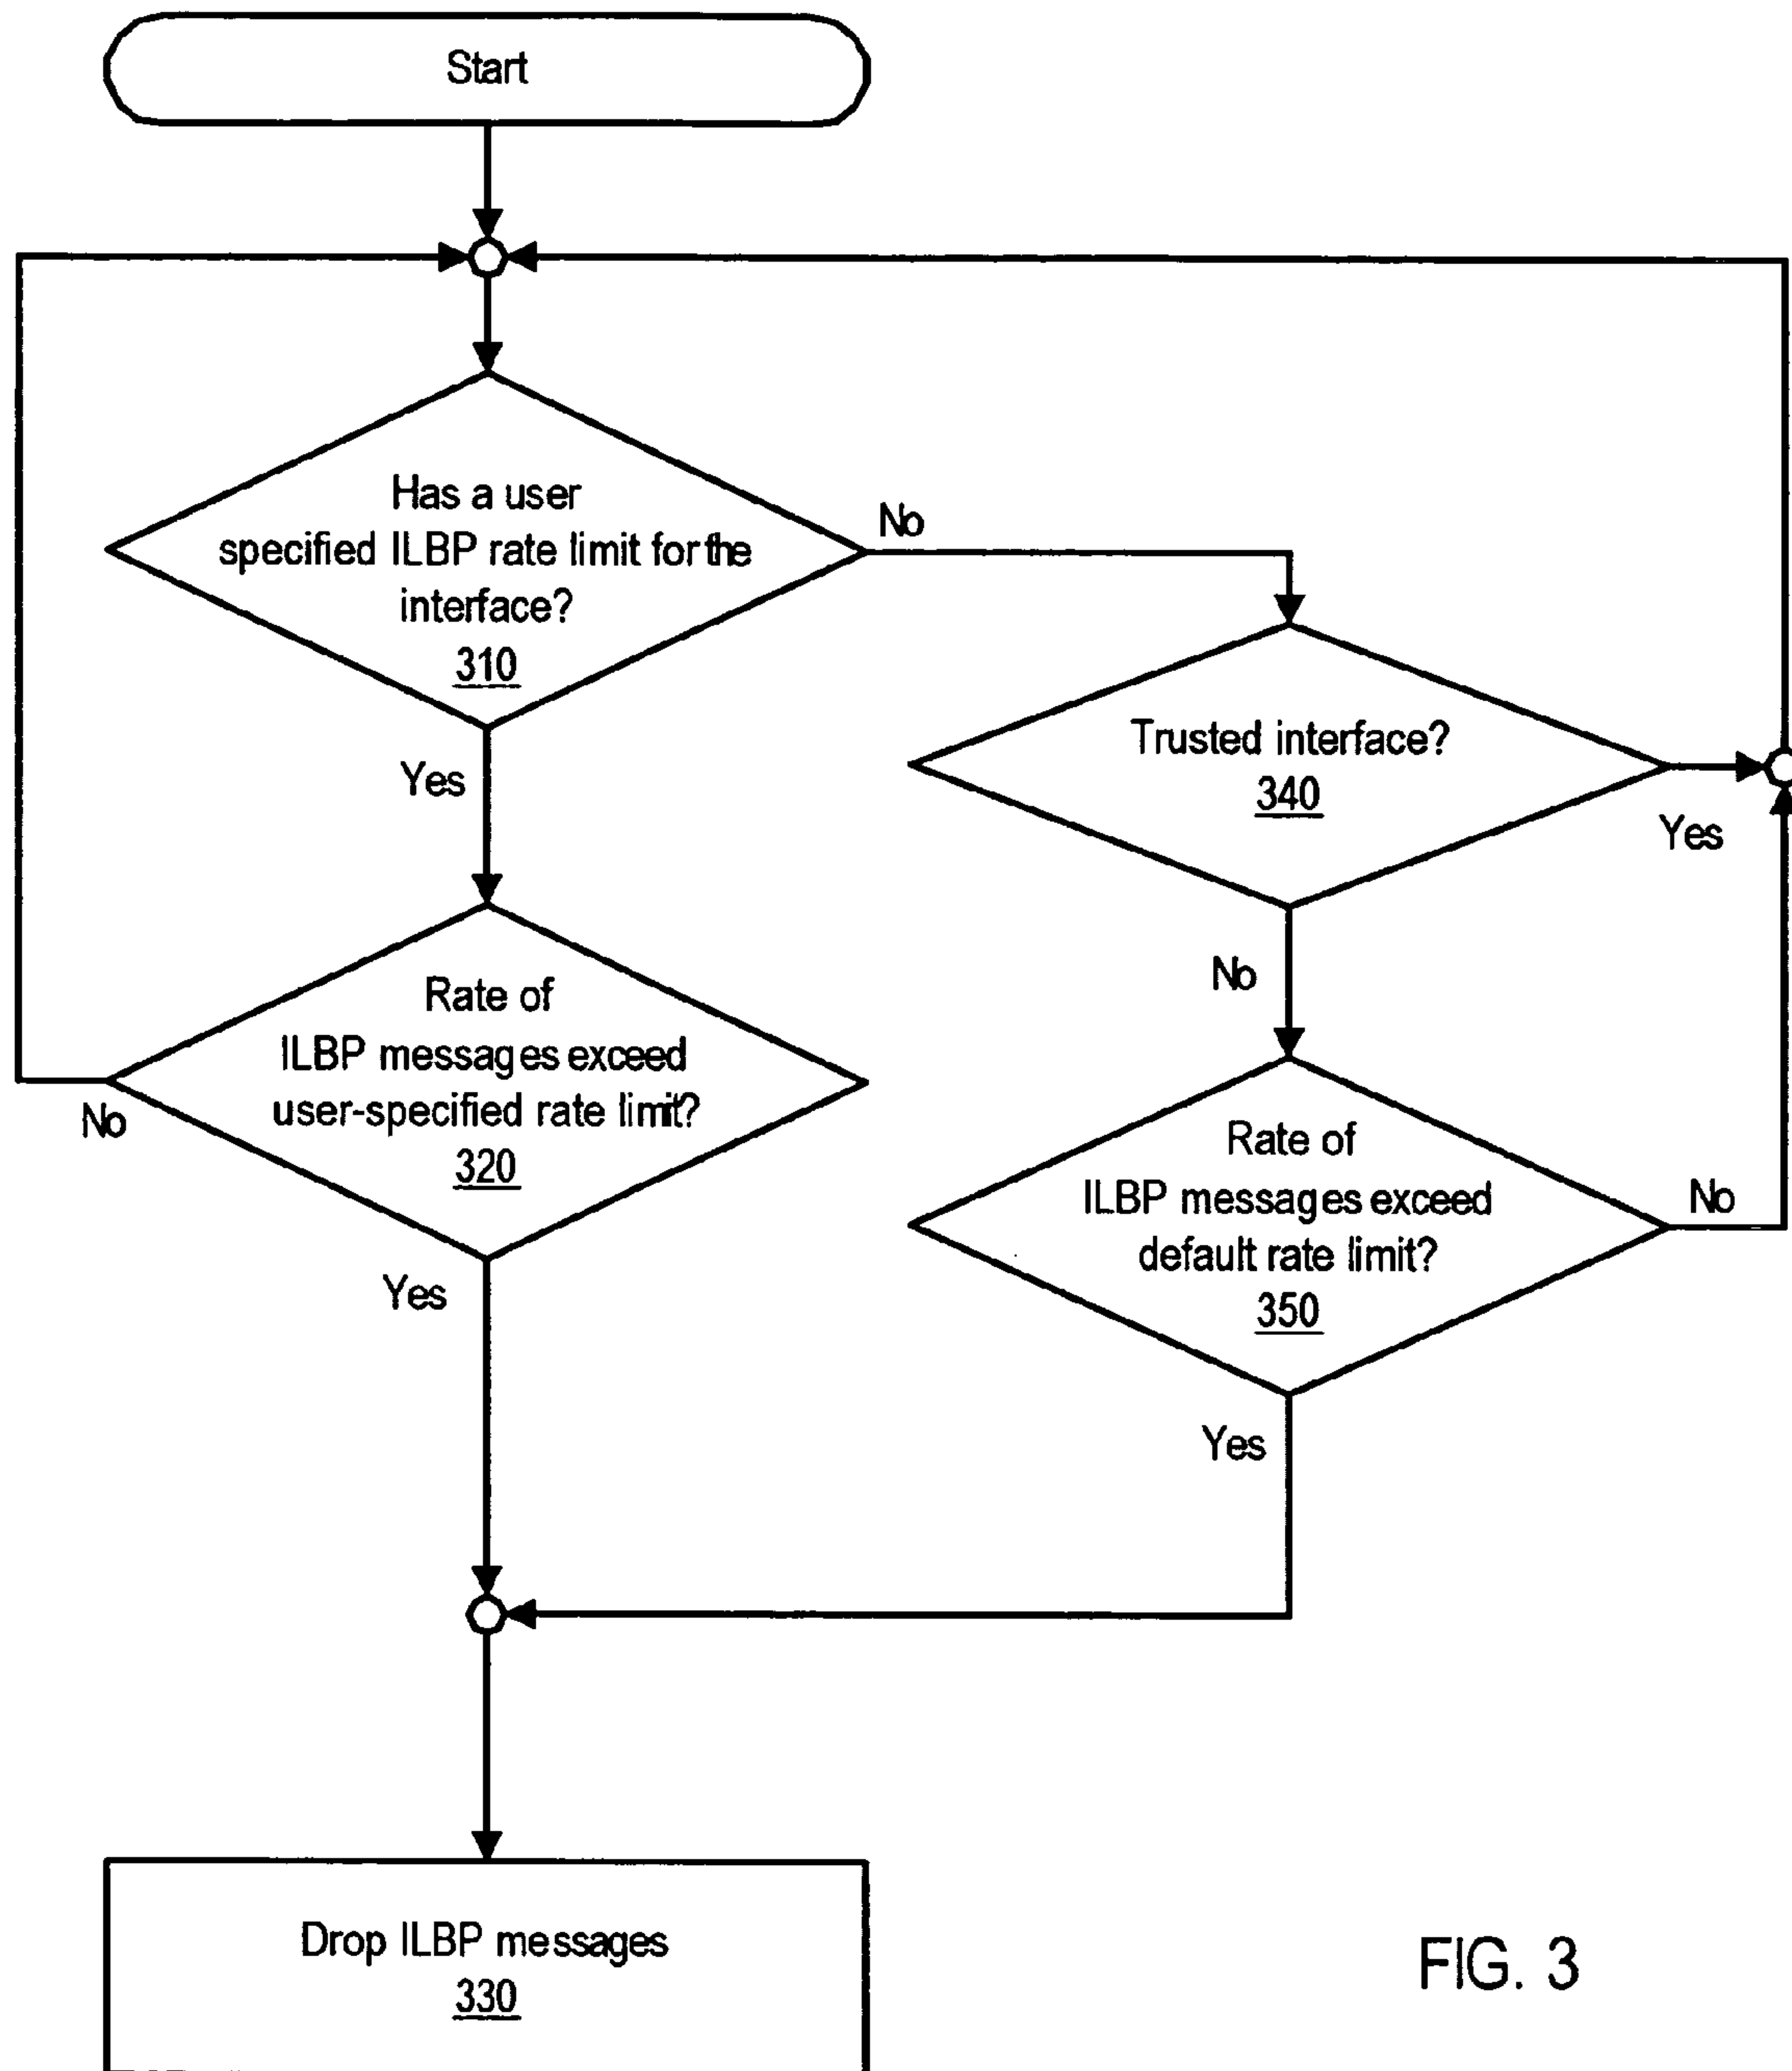 Start
Has a user
specified ILBP rate limit for the
interface?
310
No
Yes
Trusted interface?
340
Yes
No
Rate of
ILBP messages exceed
user-specified rate limit?
320
No
Yes
Rate of
ILBP messages exceed
default rate limit?
350
No
Yes
Drop ILBP messages
330
FIG. 3